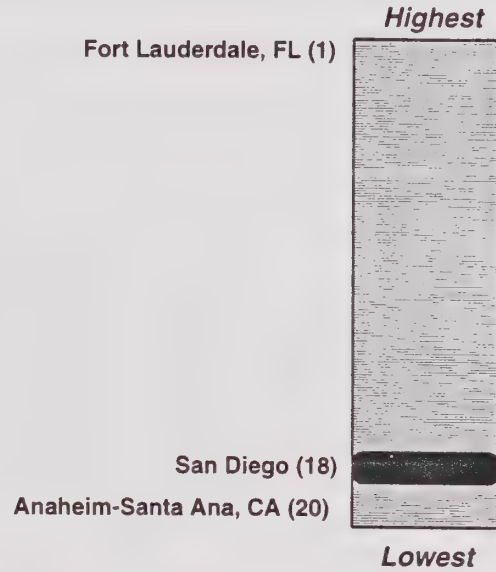 Highest
Fort Lauderdale, FL (1)
San Diego (18)
Anaheim-Santa Ana, CA (20)
Lowest